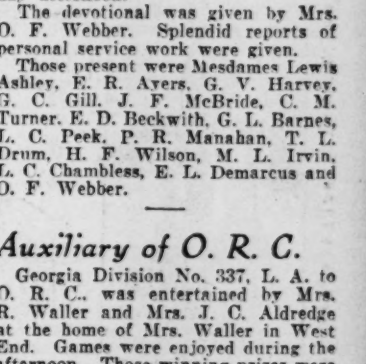 The devotional was given by Mrs.
O. F. Webber. Splendid reports of
personal service work were given.
Those present were Mesdames Lewis
Ashley, E. R. Ayers, G. V. Harvey,
G. C. Gill, J. F. McBride, C. M.
Turner, E. D. Beckwith, G. L. Barnes,
L. C. Peek, P. R. Manahan, T. L.
Drum, H. F. Wilson, M. L. Irvin,
L. C. Chambless, E. L. Demarcus and
O. F. Webber.
Auxiliary of O. R. C.
Georgia Division No. 337, L. A. to
O. R. C., was entertained by Mrs.
R. Waller and Mrs. J. C. Aldredge
at the home of Mrs. Waller in West
End. Games were enjoyed during the